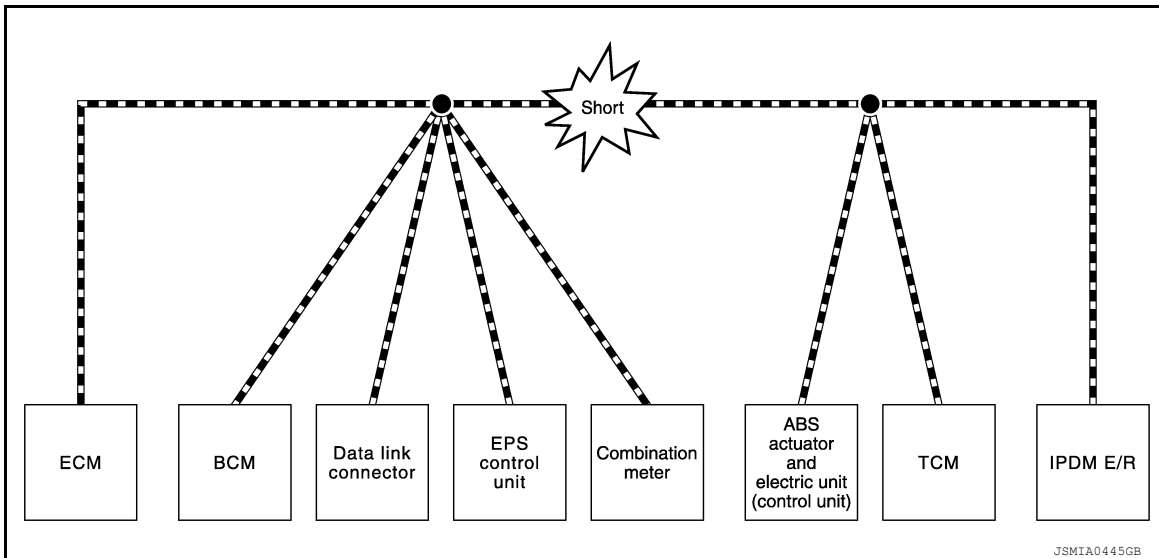 Short
ECM
BCM
Data link
connector
EPS
control
unit
Combination
meter
ABS
actuator
and
electric unit
(control unit)
TCM
IPDM E/R
JSMIA0445GB